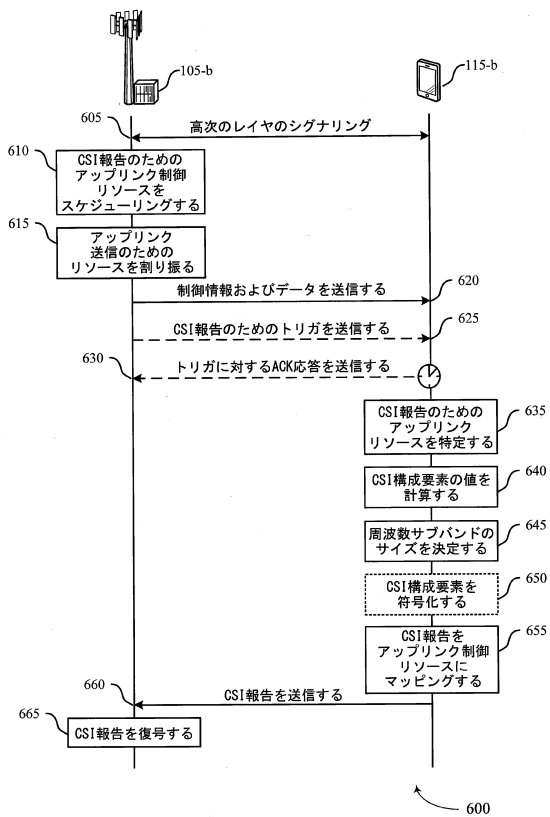 105-b
115-b
605
高次のレイヤのシグナリング
610
CSI報告のための
アップリンク制御
リソースを
スケジューリングする
615
アップリンク
送信のための
リソースを割り振る
制御情報およびデータを送信する
620
CSI報告のためのトリガを送信する
625
630
トリガに対するACK応答を送信する
CSI報告のための
アップリンク
リソースを特定する
635
CSI構成要素の値を
計算する
640
周波数サブバンドの
サイズを決定する
645
CSI構成要素を
符号化する
650
CSI報告を
アップリンク制御
リソースに
マッピングする
655
660
CSI報告を送信する
665
CSI報告を復号する
600